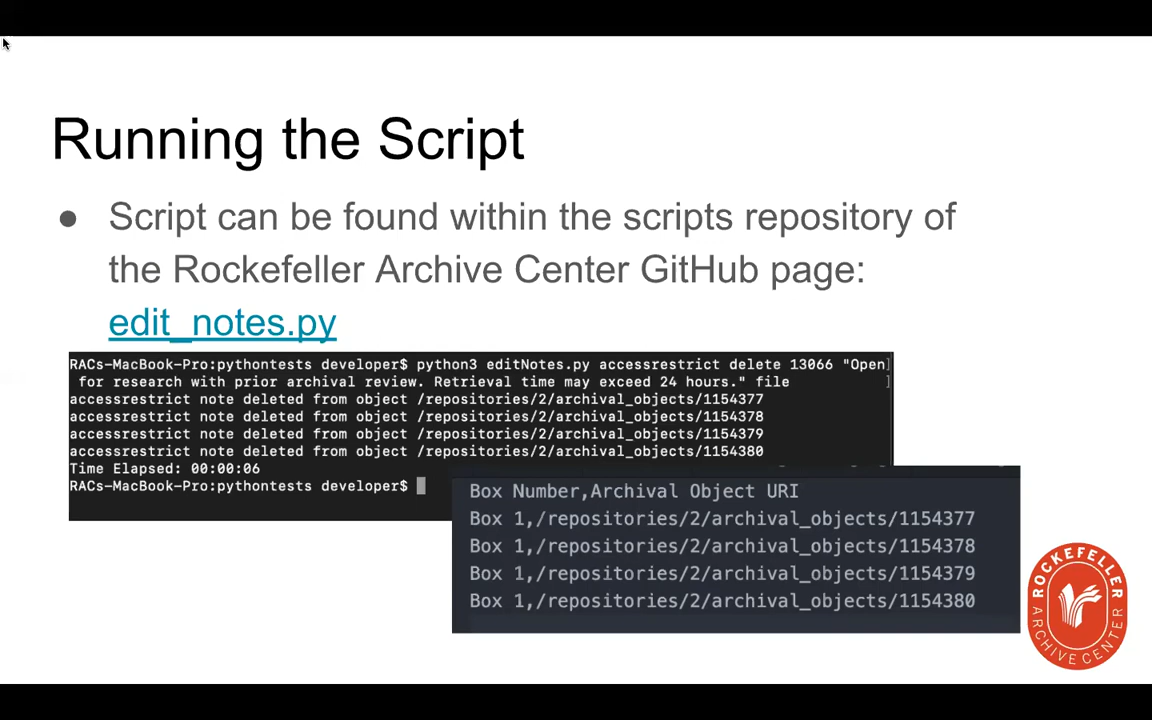 Running the Script
● Script can be found within the scripts repository of
the Rockefeller Archive Center GitHub page:
edit_notes.py
RACs-MacBook-Pro:pythontests developer$ python3 editNotes.py accessrestrict delete 13066 "Open]
for research with prior archival review. Retrieval time may exceed 24 hours." file ]
accessrestrict note deleted from object /repositories/2/archival_objects/1154377
accessrestrict note deleted from object /repositories/2/archival_objects/1154378
accessrestrict note deleted from object /repositories/2/archival_objects/1154379
accessrestrict note deleted from object /repositories/2/archival_objects/1154380
Time Elapsed: 00:00:06
RACs-MacBook-Pro:pythontests developer$
Box Number,Archival Object URI
Box 1,/repositories/2/archival_objects/1154377
Box 1,/repositories/2/archival_objects/1154378
Box 1,/repositories/2/archival_objects/1154379
Box 1,/repositories/2/archival_objects/1154380
ROCKEFELLER
ARCHIVE CENTER